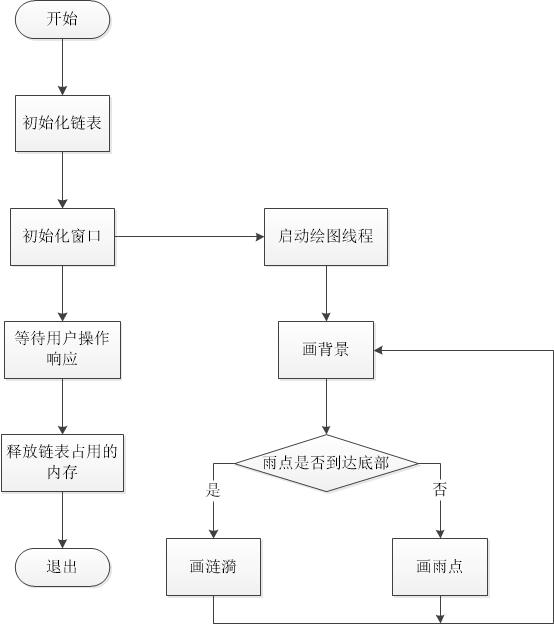 开始
初始化链表
初始化窗口
启动绘图线程
等待用户操作
响应
画背景
释放链表占用的
内存
雨点是否到达底部
是
否
退出
画涟漪
画雨点